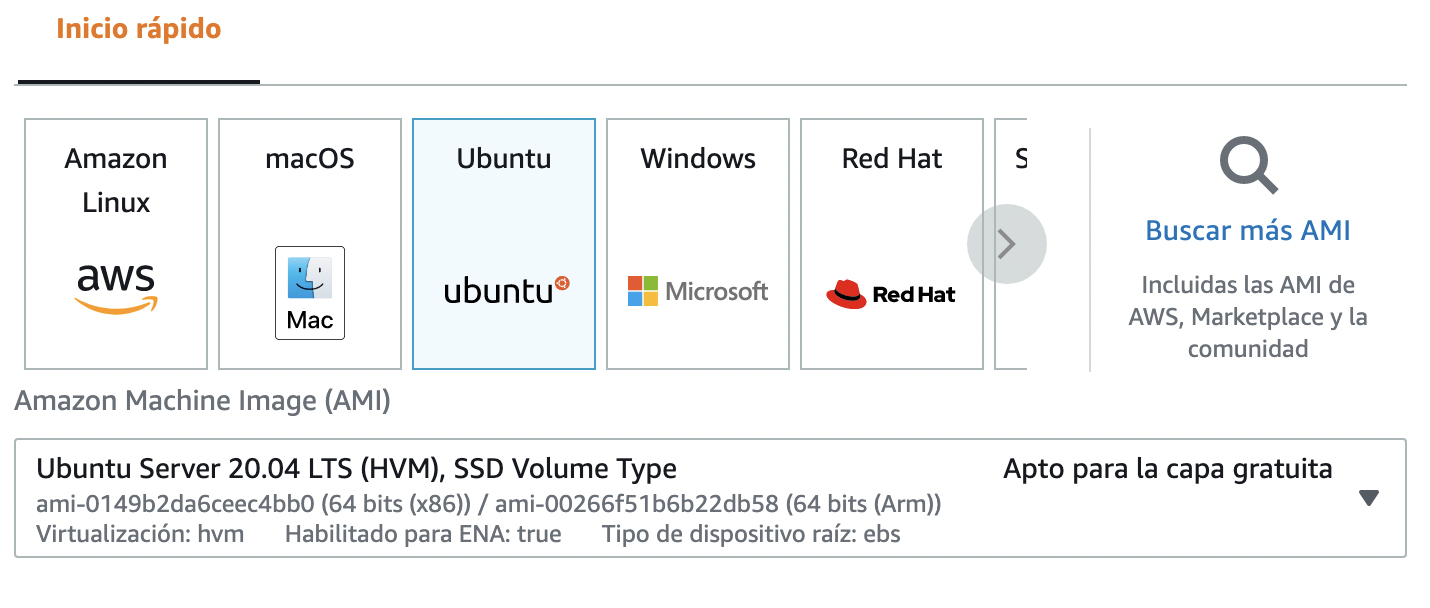 Inicio rápido
Amazon
Linux
aws
macOS
Mac
Ubuntu
ubuntu
Windows
Microsoft
Red Hat
Red Hat
S
Buscar más AMI
Incluidas las AMI de
AWS, Marketplace y la
comunidad
Amazon Machine Image (AMI)
Ubuntu Server 20.04 LTS (HVM), SSD Volume Type Apto para la capa gratuita
ami-0149b2da6ceec4bb0 (64 bits (x86)) / ami-00266f51b6b22db58 (64 bits (Arm))
Virtualización: hvm Habilitado para ENA: true Tipo de dispositivo raíz: ebs